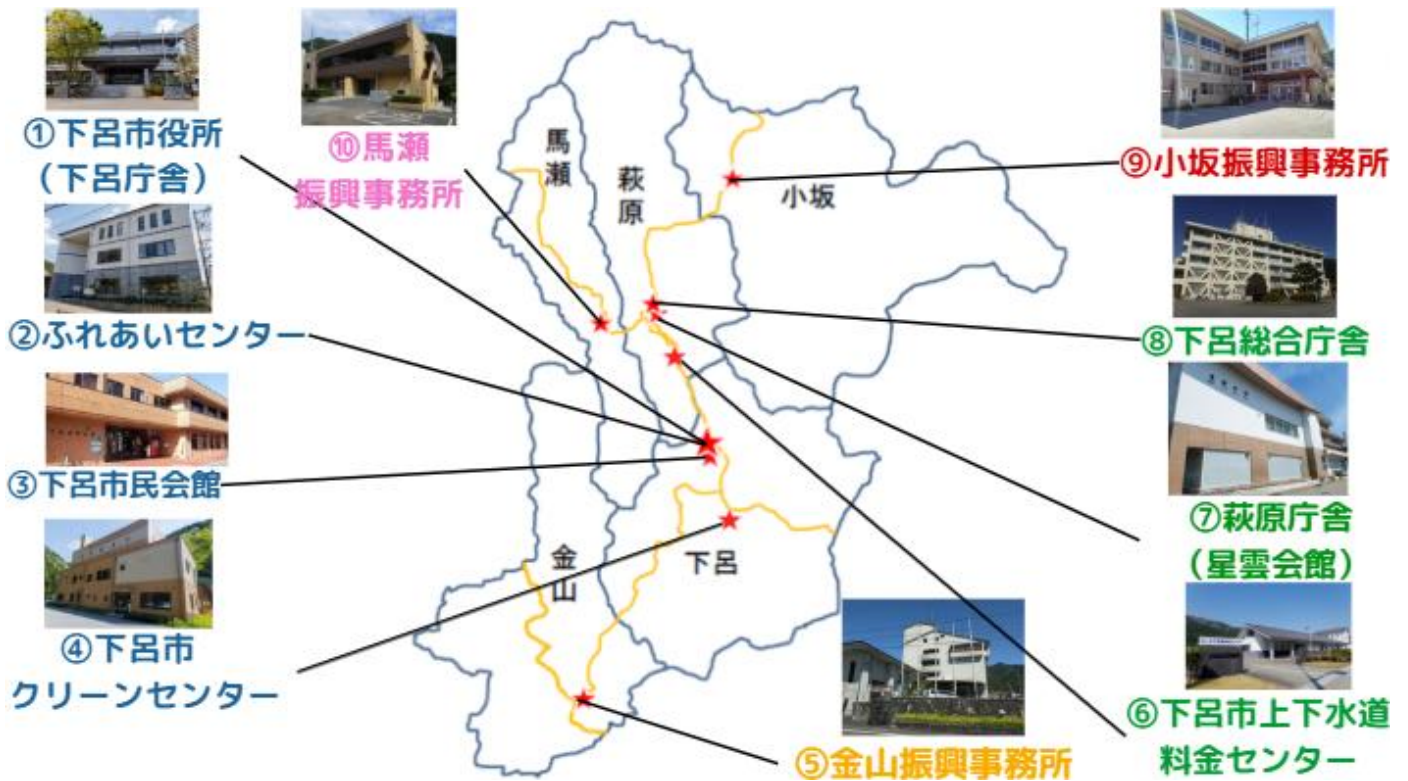 ①下呂市役所
（下呂庁舎）
②ふれあいセンター
③下呂市民会館
④下呂市
クリーンセンター
⑤金山振興事務所
⑥下呂市上下水道
料金センター
⑦萩原庁舎
（星雲会館）
⑧下呂総合庁舎
⑨小坂振興事務所
⑩馬瀬
振興事務所
馬瀬
萩原
小坂
金山
下呂